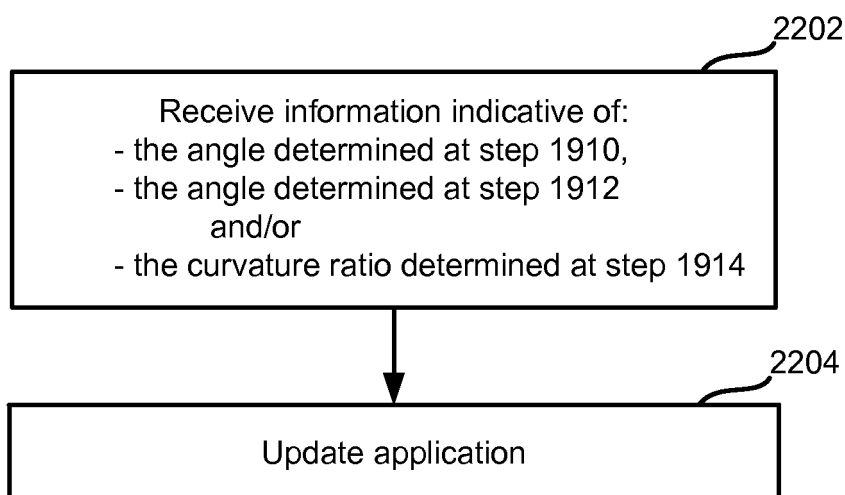 2202
Receive information indicative of:
- the angle determined at step 1910,
- the angle determined at step 1912
and/or
- the curvature ratio determined at step 1914
2204
Update application